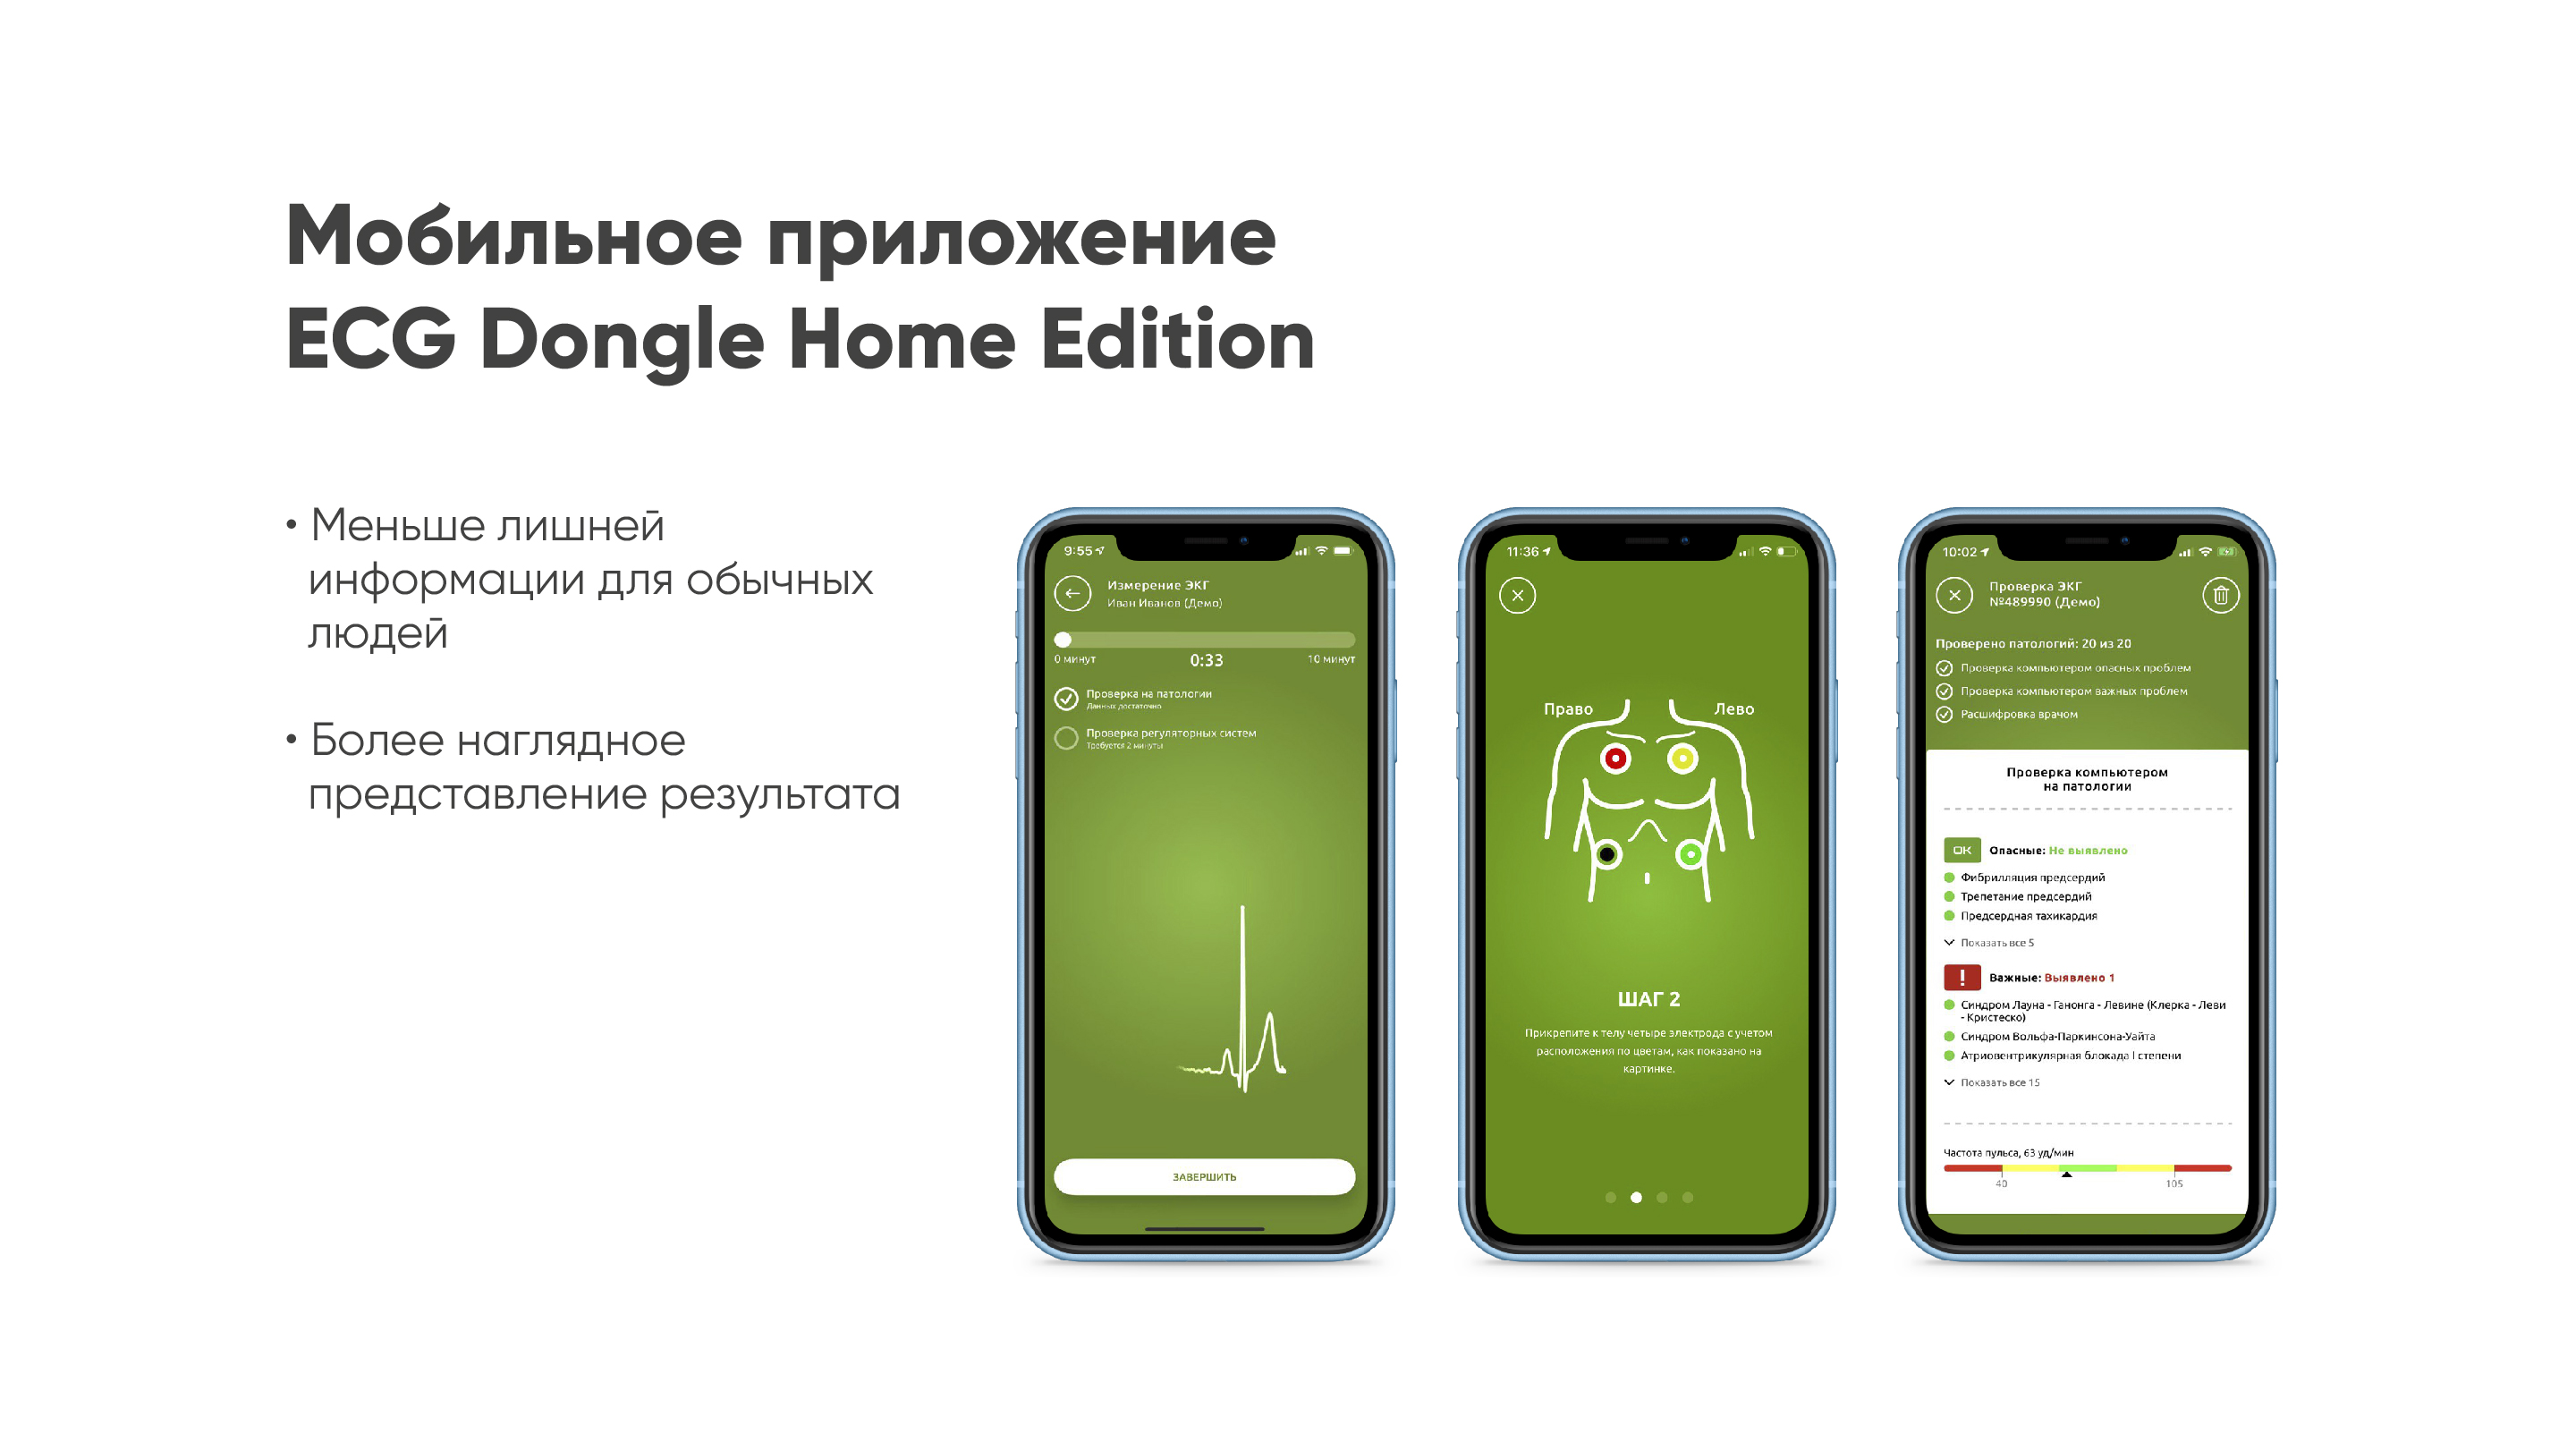 Мобильное приложение
ECG Dongle Home Edition
• Меньше лишней
информации для обычных
людей
• Более наглядное
представление результата
9:55
Измерение ЭКГ
Иван Иванов (Демо)
0 минут
0:33
10 минут
Проверка на патологии
Данных достаточно
Проверка регуляторных систем
Требуется 2 минуты
ЗАВЕРШИТЬ
11:36
Право
Лево
ШАГ 2
Прикрепите к телу четыре электрода с учетом
расположения по цветам, как показано на
картинке.
10:02
Проверка ЭКГ
№489990 (Демо)
Проверено патологий: 20 из 20
Проверка компьютером опасных проблем
Проверка компьютером важных проблем
Расшифровка врачом
Проверка компьютером
на патологии
OK Опасные: Не выявлено
Фибрилляция предсердий
Трепетание предсердий
Предсердная тахикардия
Показать все 5
! Важные: Выявлено 1
Синдром Лауна - Ганонга - Левине (Клерка - Леви
- Кристеско)
Синдром Вольфа-Паркинсона-Уайта
Атриовентрикулярная блокада I степени
Показать все 15
Частота пульса, 63 уд/мин
40
105